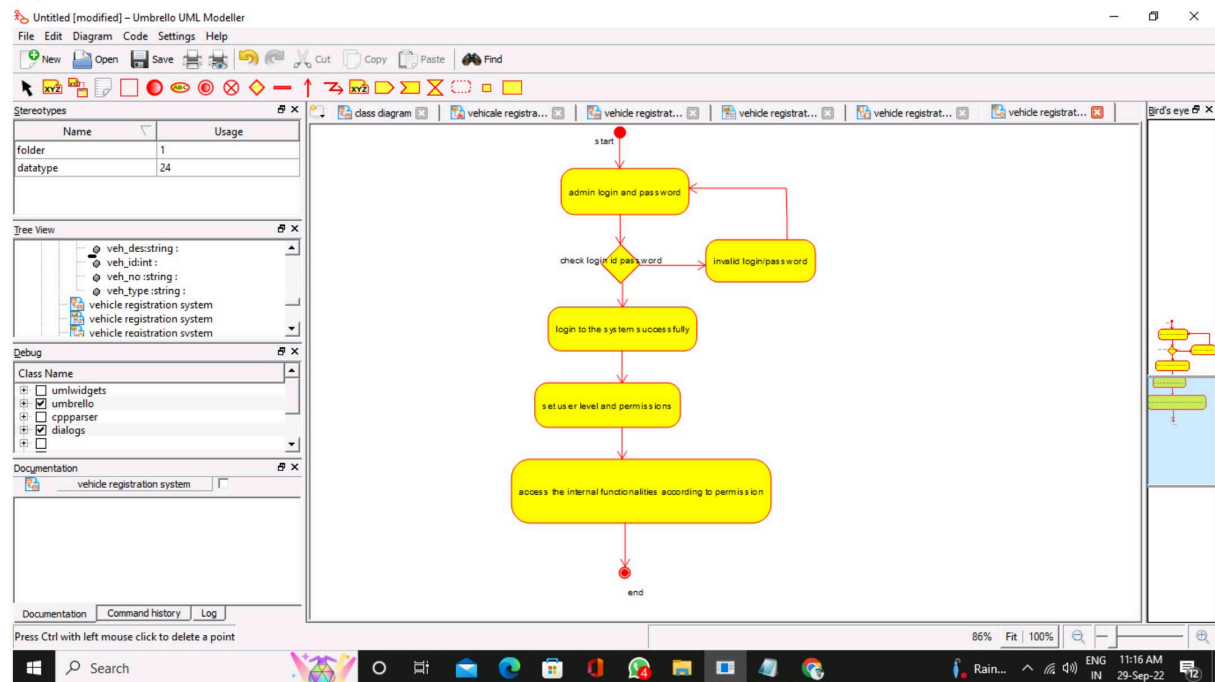 Untitled [modified] – Umbrello UML Modeller
File Edit Diagram Code Settings Help
New Open Save Cut Copy Paste Find
XYZ ABC XYZ
Stereotypes
Name Usage
folder 1
datatype 24
Tree View
veh_des:string :
veh_id:int :
veh_no :string :
veh_type :string :
vehicle registration system
vehicle registration system
vehicle registration system
Debug
Class Name
umlwidgets
umbrello
cppparser
dialogs
Documentation
vehicle registration system
Documentation Command history Log
Press Ctrl with left mouse click to delete a point
class diagram vehicale registra... vehicle registrat... vehicle registrat... vehicle registrat... vehicle registrat...
start
admin login and password
check login id password
invalid login/password
login to the system successfully
set user level and permissions
access the internal functionalities according to permission
end
Bird's eye
86% Fit 100%
Search
4
Rain...
ENG
IN
11:16 AM
29-Sep-22
12